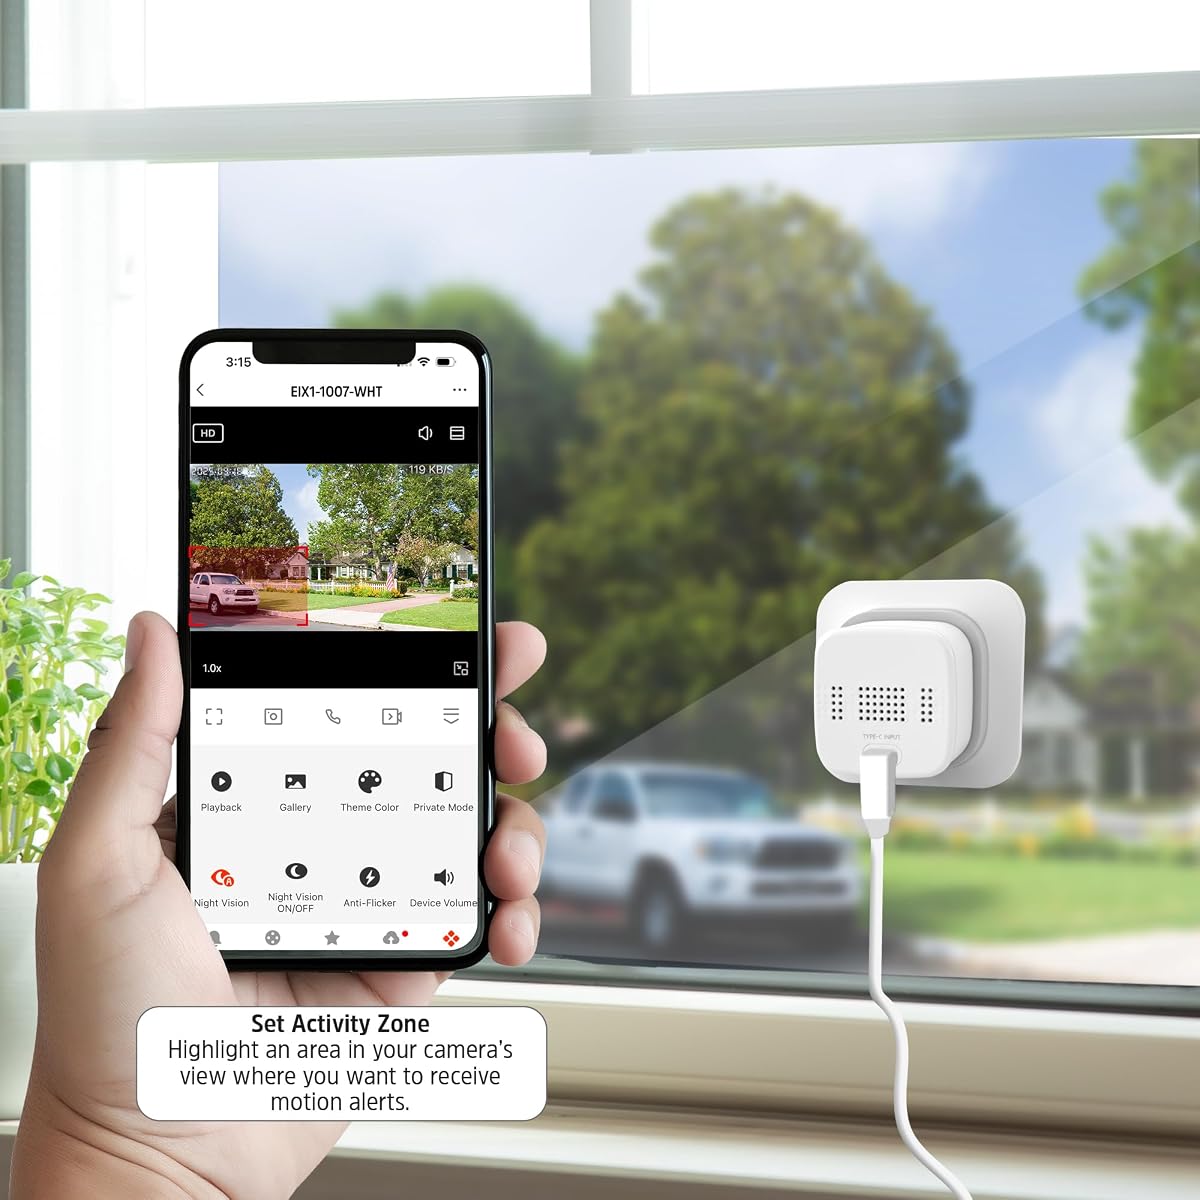 3:15
EIX1-1007-WHT
HD
119 KB/S
1.0x
Playback
Gallery
Theme Color
Private Mode
Night Vision
Night Vision
ON/OFF
Anti-Flicker
Device Volume
TYPE-C INPUT
Set Activity Zone
Highlight an area in your camera's
view where you want to receive
motion alerts.